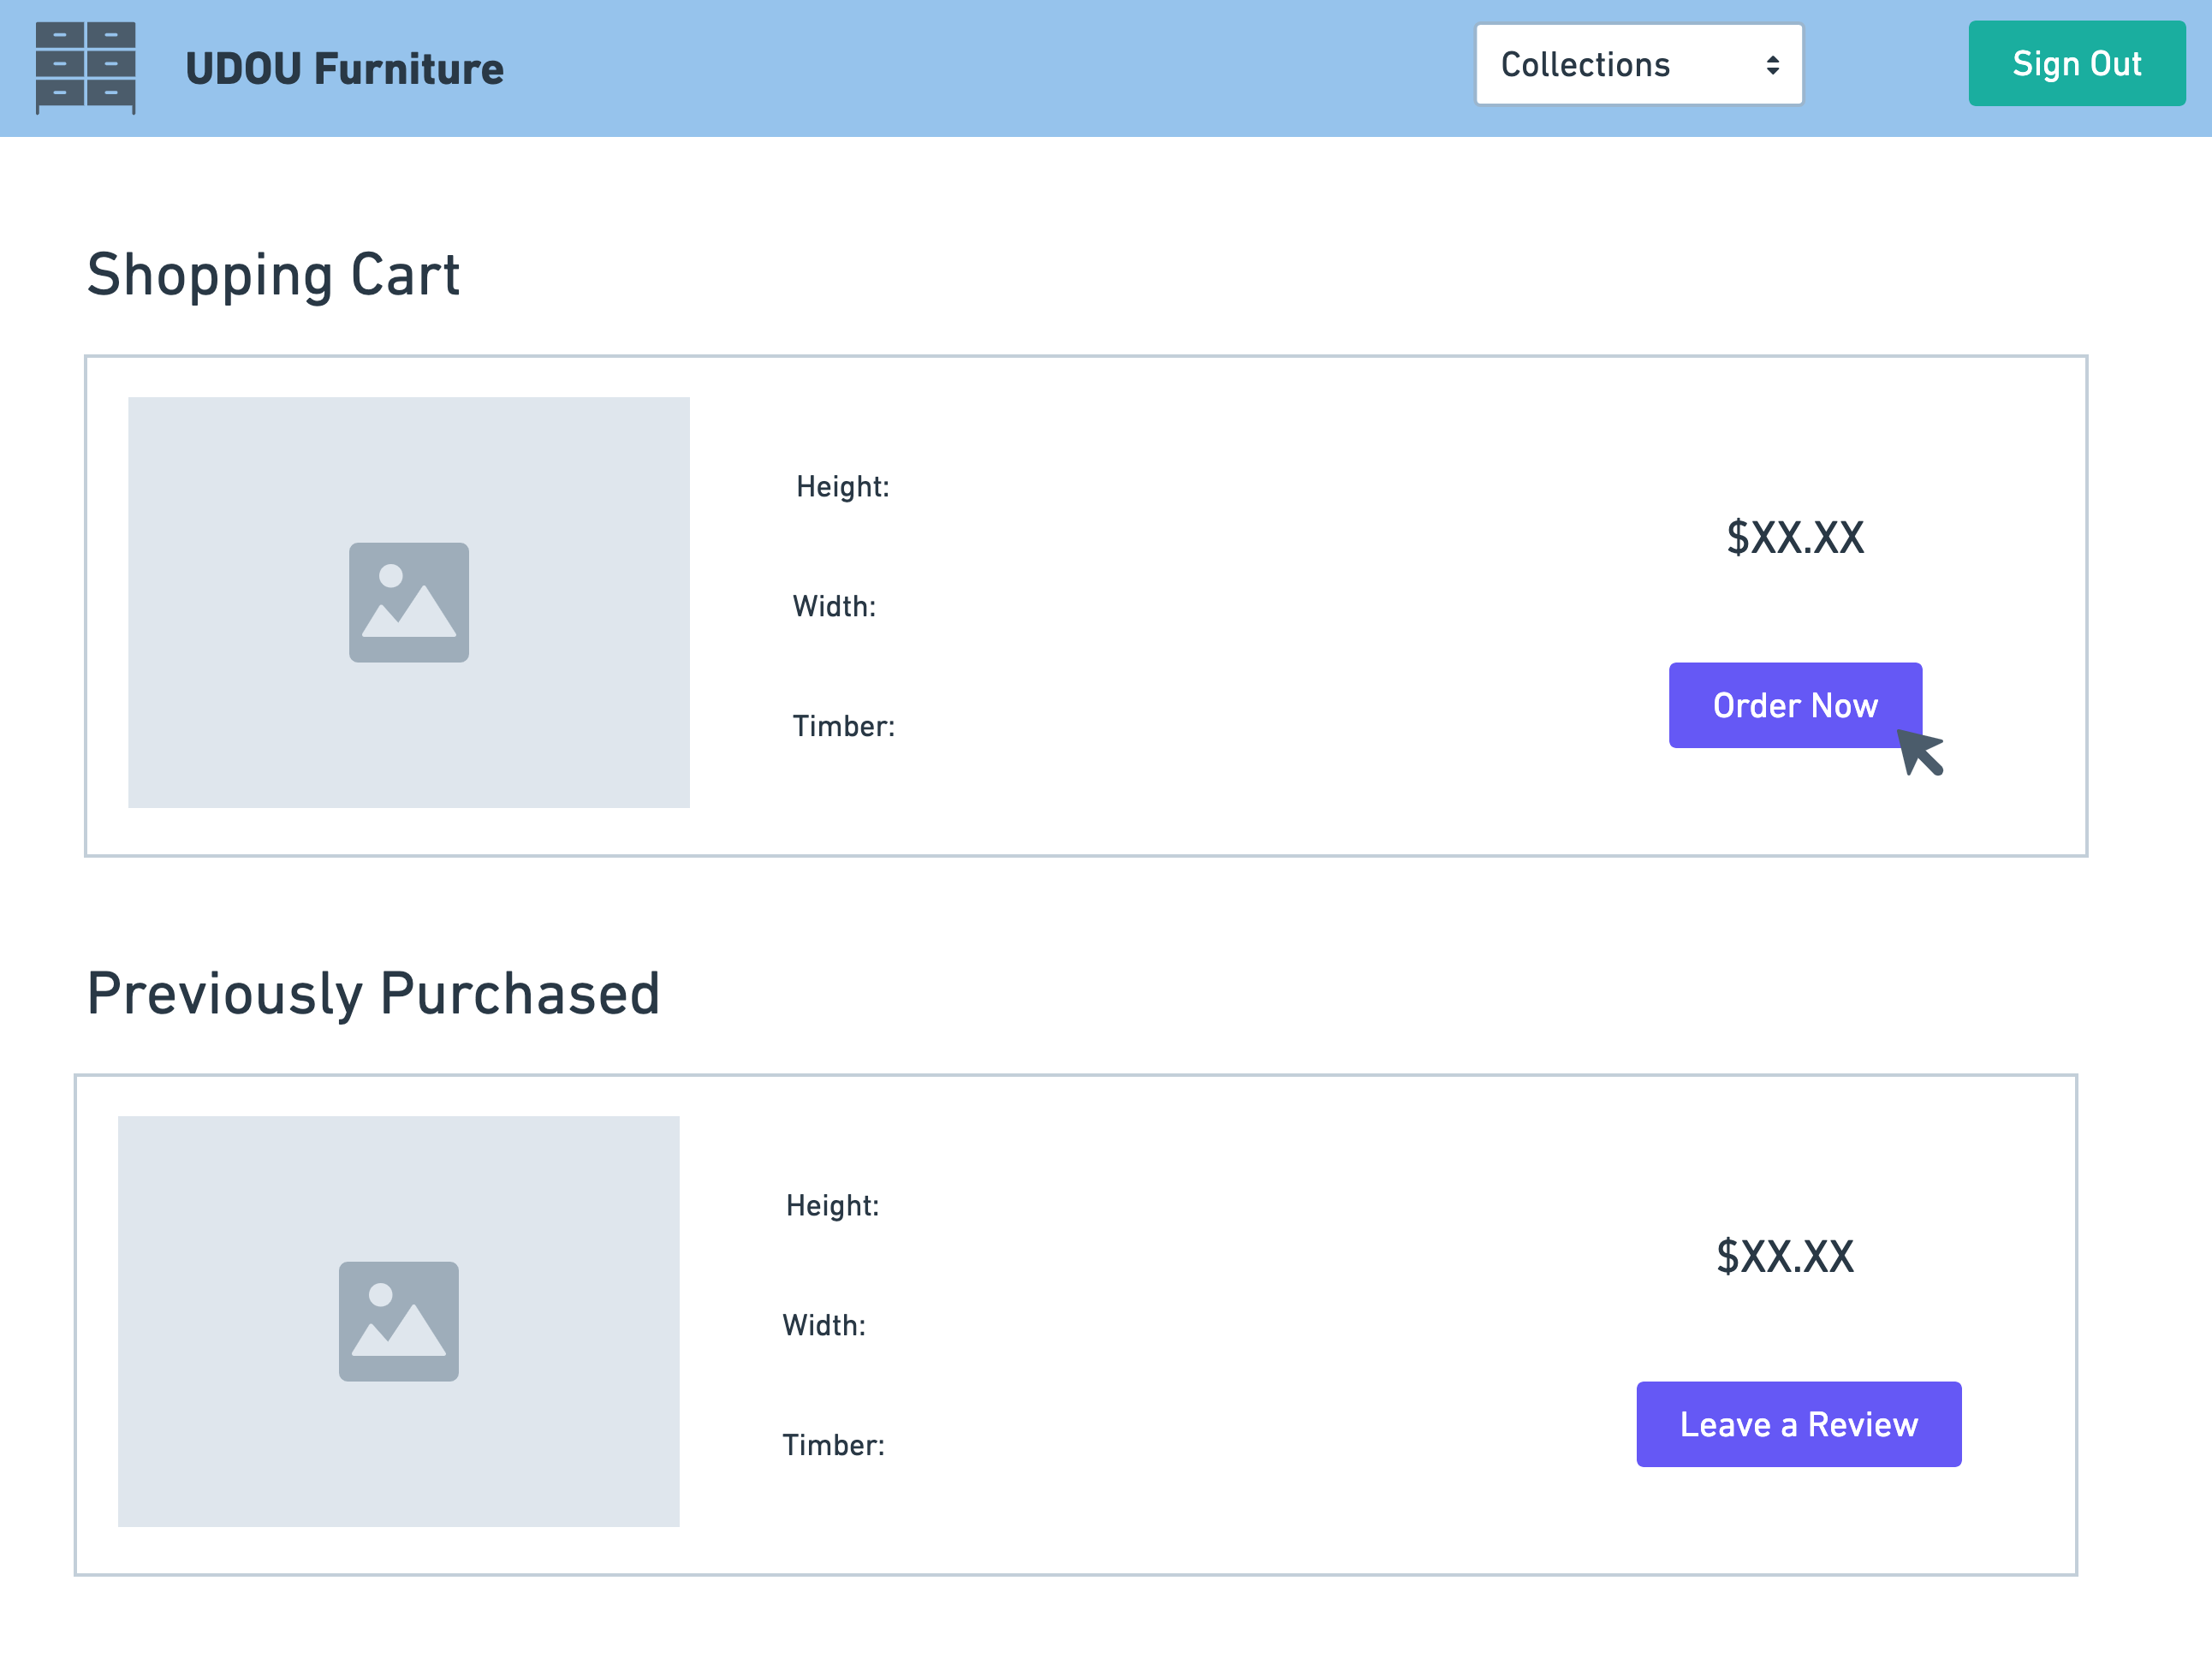 UDOU Furniture
Collections
Sign Out
Shopping Cart
Height:
$XX.XX
Width:
Order Now
Timber:
Previously Purchased
Height:
$XX.XX
Width:
Leave a Review
Timber: